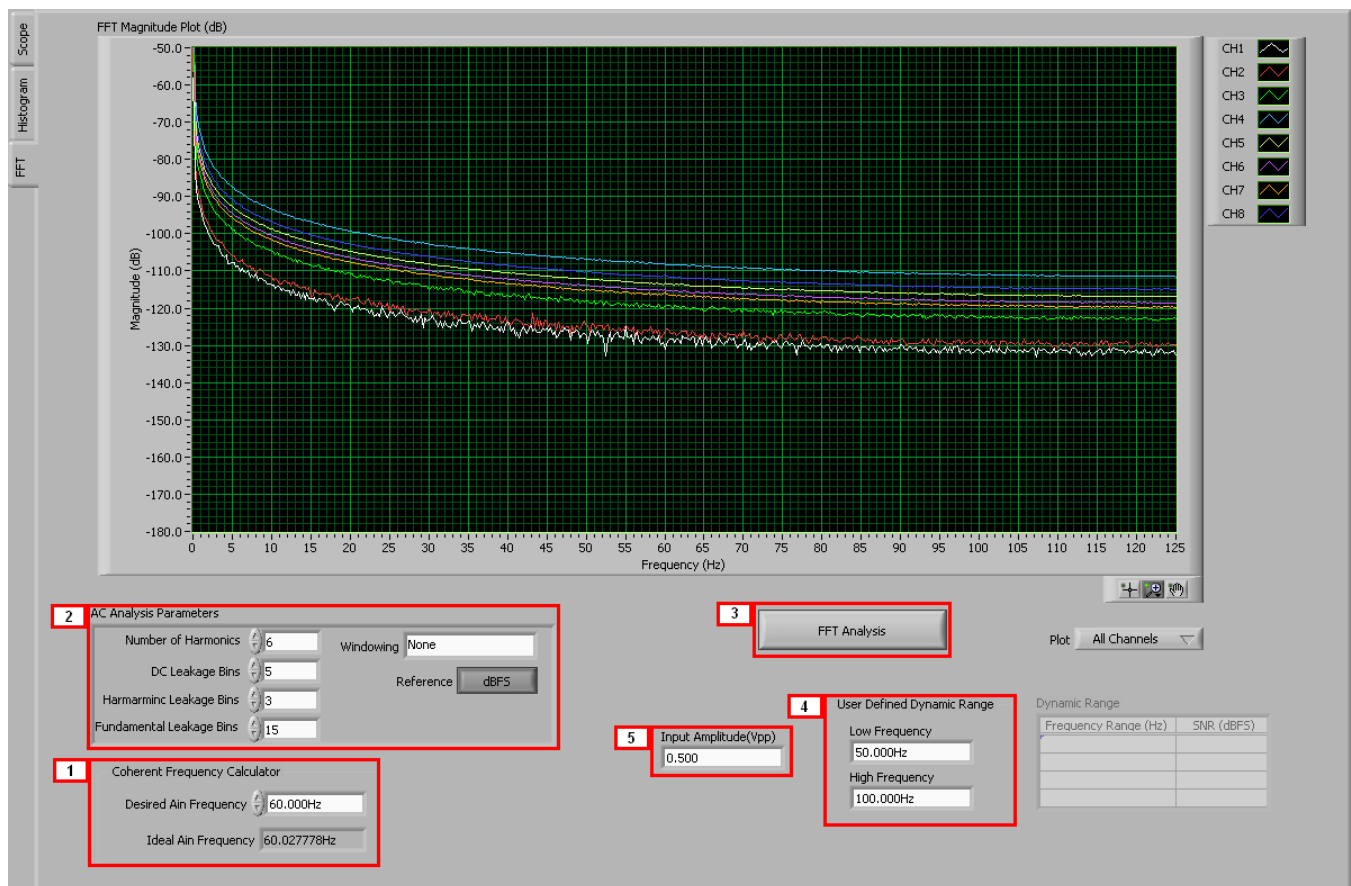 Scope
Histogram
FFT
FFT Magnitude Plot (dB)
Magnitude (dB)
-50.0
-60.0
-70.0
-80.0
-90.0
-100.0
-110.0
-120.0
-130.0
-140.0
-150.0
-160.0
-170.0
-180.0
0 5 10 15 20 25 30 35 40 45 50 55 60 65 70 75 80 85 90 95 100 105 110 115 120 125
Frequency (Hz)
CH1
CH2
CH3
CH4
CH5
CH6
CH7
CH8
2 AC Analysis Parameters
Number of Harmonics 6
DC Leakage Bins 5
Harmarminc Leakage Bins 3
Fundamental Leakage Bins 15
Windowing None
Reference dBFS
1 Coherent Frequency Calculator
Desired Ain Frequency 60.000Hz
Ideal Ain Frequency 60.027778Hz
3 FFT Analysis
Plot All Channels
5 Input Amplitude(Vpp)
0.500
4 User Defined Dynamic Range
Low Frequency
50.000Hz
High Frequency
100.000Hz
Dynamic Range
Frequency Range (Hz) SNR (dBFS)